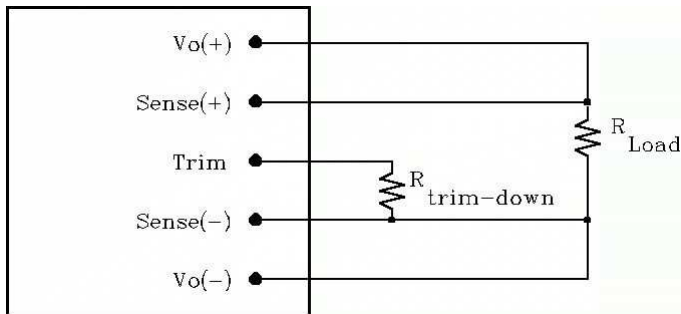 Vo(+)
Sense(+)
Trim
Sense(-)
Vo(-)
R
trim-down
R
Load